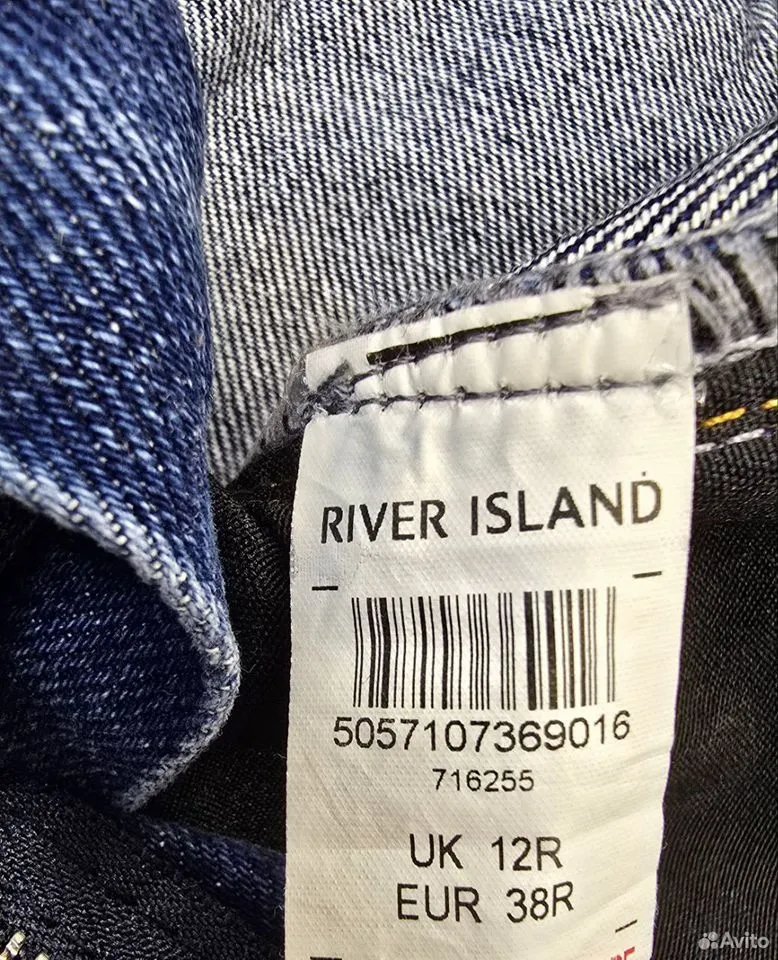 RIVER ISLAND
5057107369016
716255
UK 12R
EUR 38R
Avito